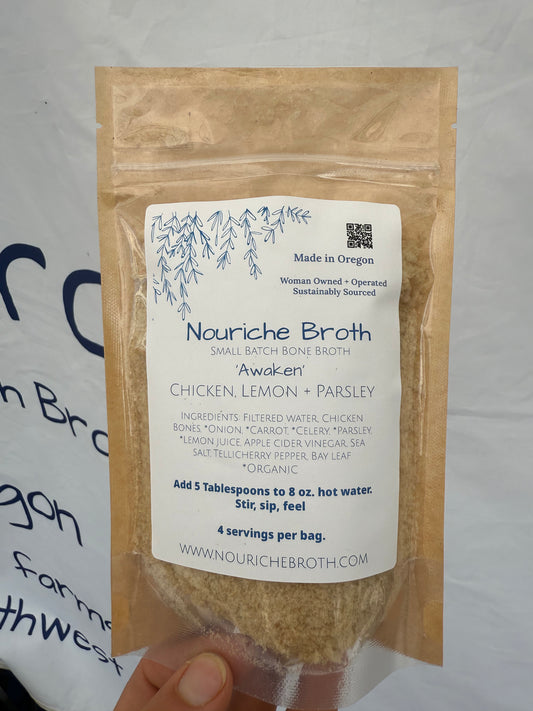 Made in Oregon
Woman Owned + Operated
Sustainably Sourced
Nouriche Broth
Small Batch Bone Broth
'Awaken'
Chicken, Lemon + Parsley
Ingredients: Filtered water, Chicken
Bones, *Onion, *Carrot, *Celery, *Parsley,
*Lemon juice, Apple cider vinegar, Sea
Salt, Tellicherry pepper, Bay leaf
*Organic
Add 5 Tablespoons to 8 oz. hot water.
Stir, sip, feel
4 servings per bag.
www.nourichebroth.com
farms